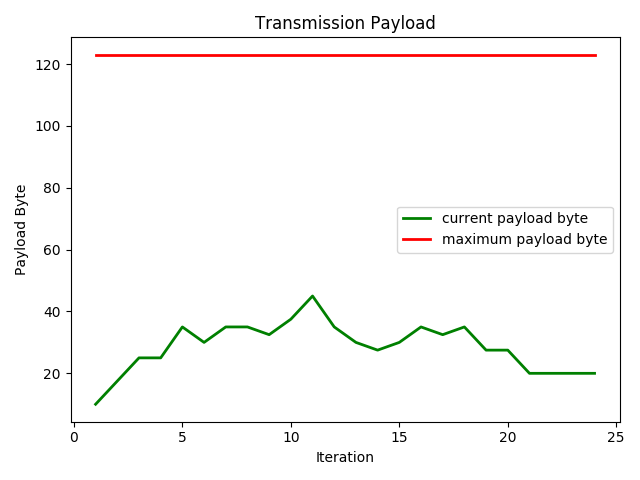 Transmission Payload
120
100
80
60
40
20
Payload Byte
current payload byte
maximum payload byte
0 5 10 15 20 25
Iteration